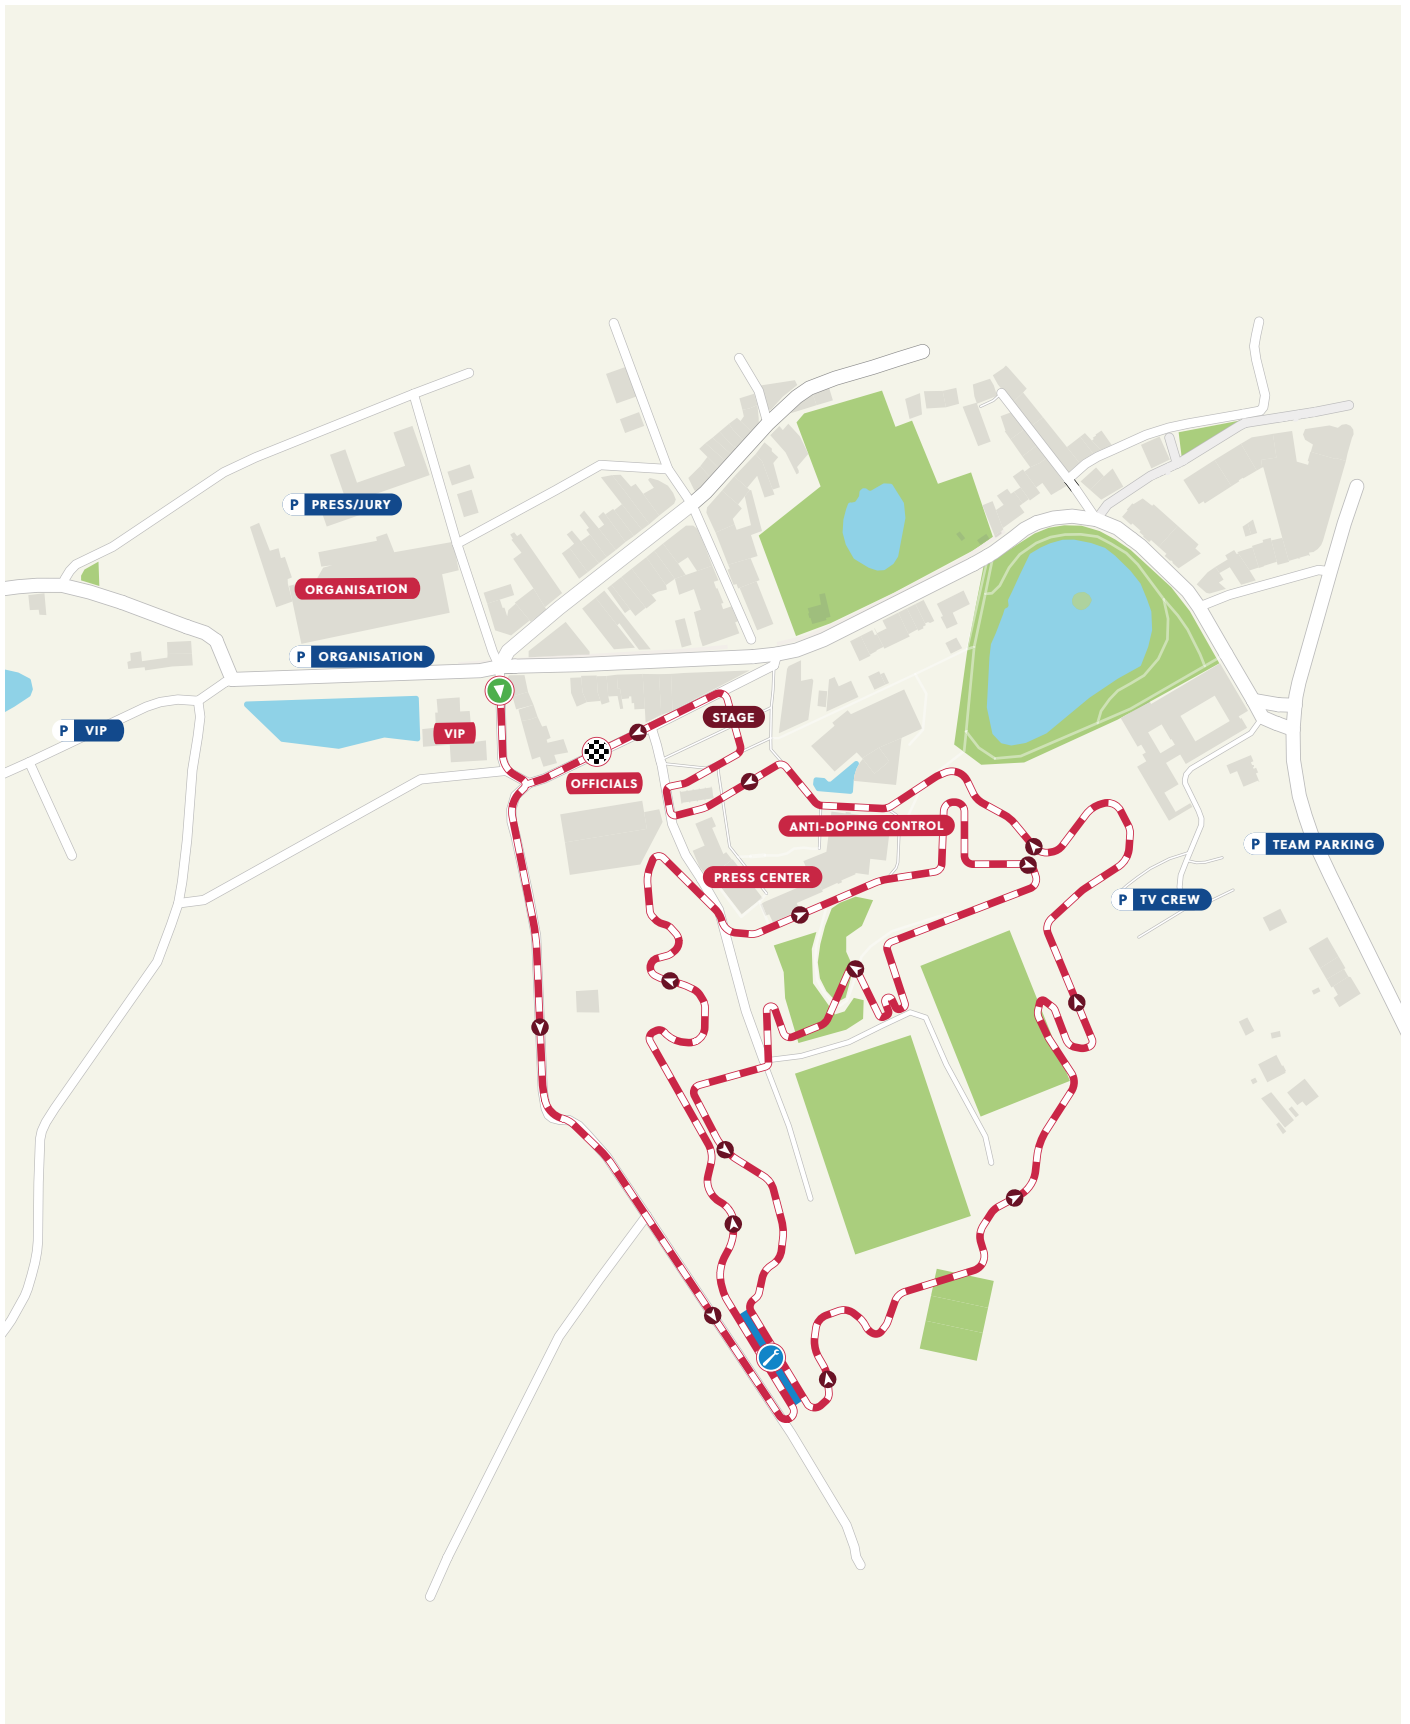 P PRESS/JURY
ORGANISATION
P ORGANISATION
STAGE
P VIP
VIP
OFFICIALS
ANTI-DOPING CONTROL
P TEAM PARKING
PRESS CENTER
P TV CREW